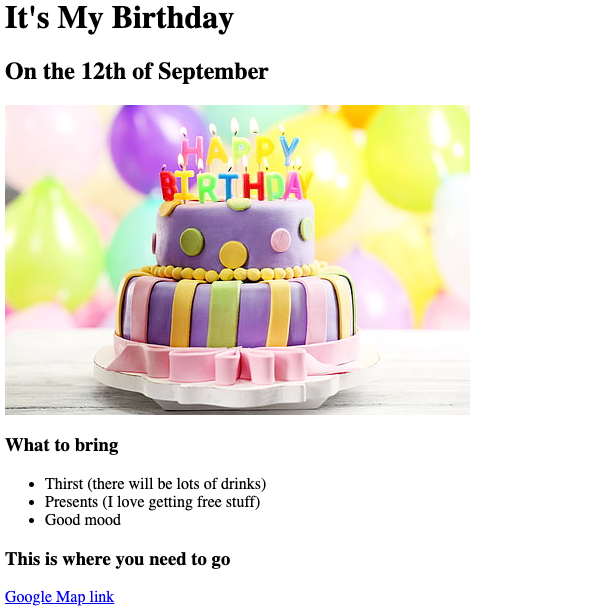 It's My Birthday
On the 12th of September
HAPPY
BIRTHDAY
What to bring
Thirst (there will be lots of drinks)
Presents (I love getting free stuff)
Good mood
This is where you need to go
Google Map link